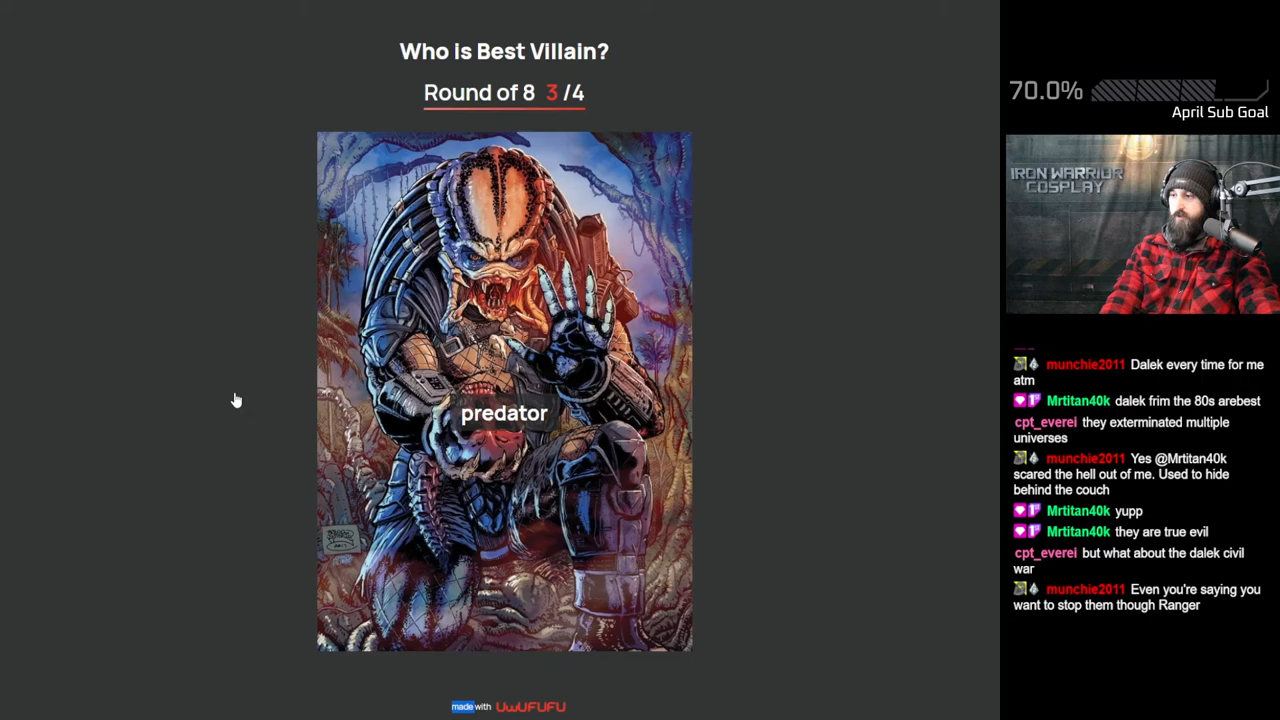 Who is Best Villain?
Round of 8 3 /4
predator
made with UWUFUFU
70.0%
April Sub Goal
IRON WARRIOR
COSPLAY
munchie2011 Dalek every time for me
atm
Mrtitan40k dalek frim the 80s arebest
cpt_everei they exterminated multiple
universes
munchie2011 Yes @Mrtitan40k
scared the hell out of me. Used to hide
behind the couch
Mrtitan40k yupp
Mrtitan40k they are true evil
cpt_everei but what about the dalek civil
war
munchie2011 Even you're saying you
want to stop them though Ranger